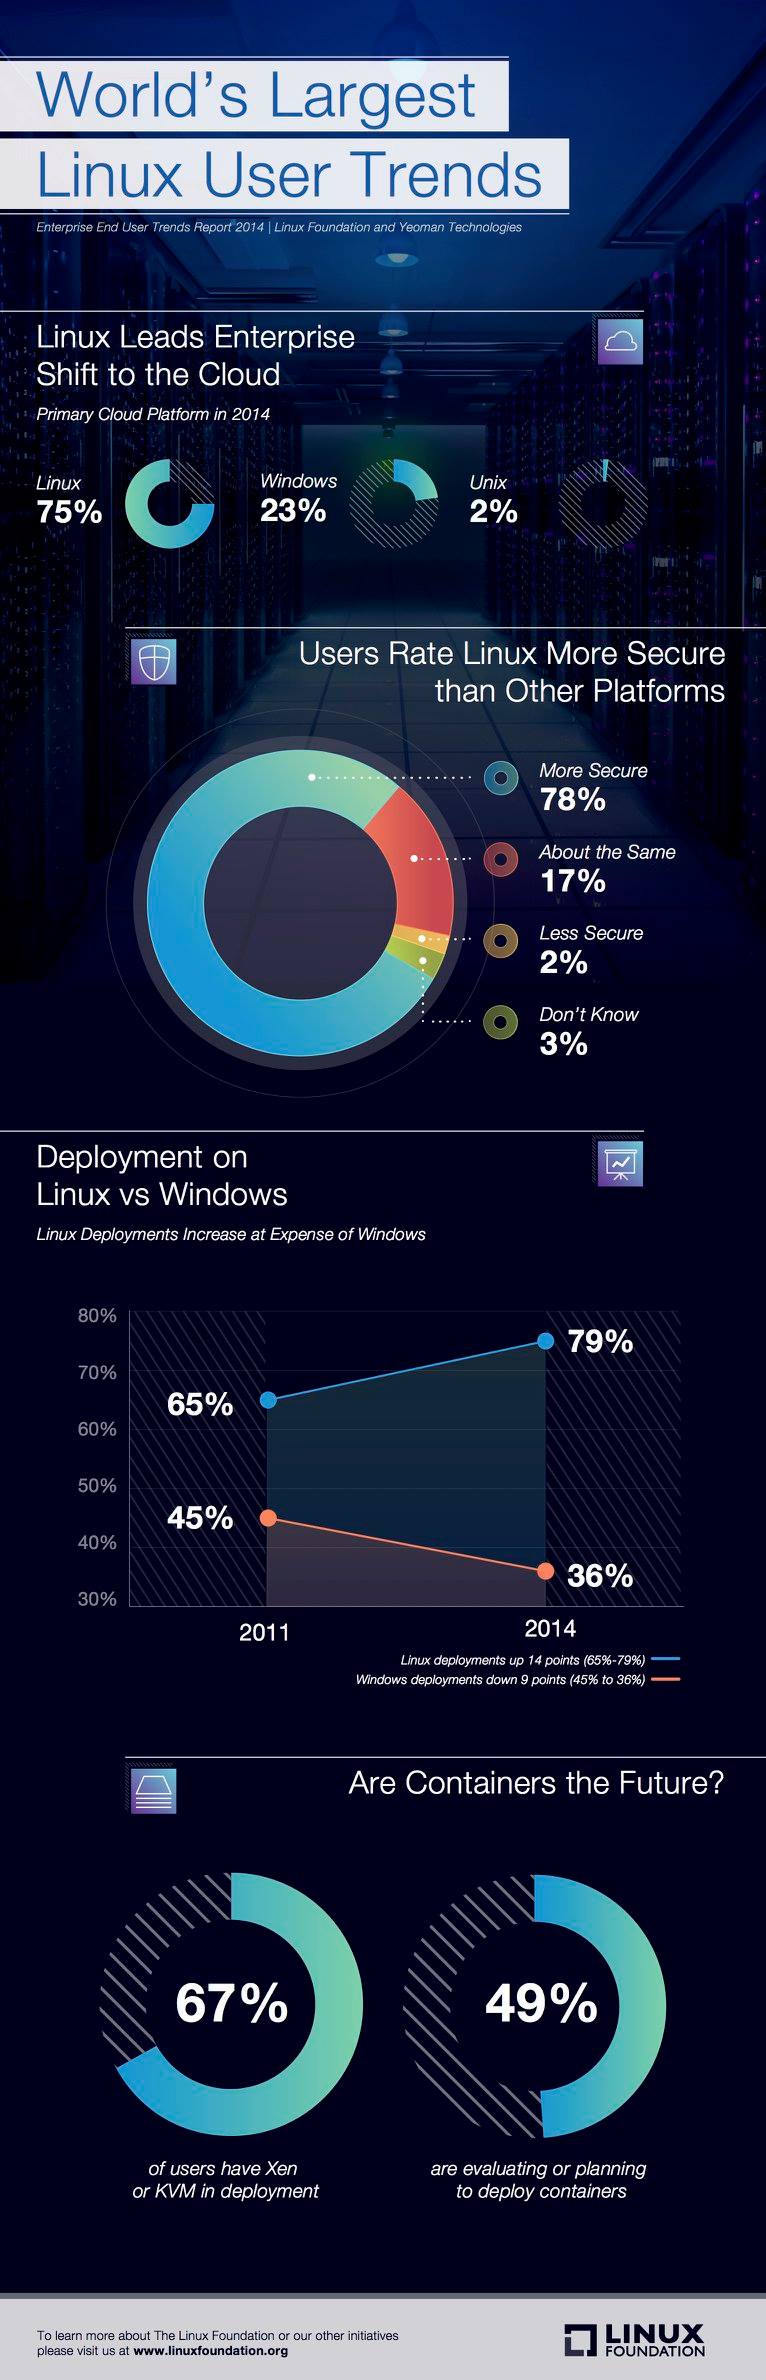 World's Largest
Linux User Trends
Enterprise End User Trends Report 2014 | Linux Foundation and Yeoman Technologies
Linux Leads Enterprise
Shift to the Cloud
Primary Cloud Platform in 2014
Linux
75%
Windows
23%
Unix
2%
Users Rate Linux More Secure
than Other Platforms
More Secure
78%
About the Same
17%
Less Secure
2%
Don't Know
3%
Deployment on
Linux vs Windows
Linux Deployments Increase at Expense of Windows
80%
79%
70%
65%
60%
50%
45%
40%
36%
30%
2011
2014
Linux deployments up 14 points (65%-79%)
Windows deployments down 9 points (45% to 36%)
Are Containers the Future?
67%
of users have Xen
or KVM in deployment
49%
are evaluating or planning
to deploy containers
To learn more about The Linux Foundation or our other initiatives
please visit us at www.linuxfoundation.org
LINUX
FOUNDATION